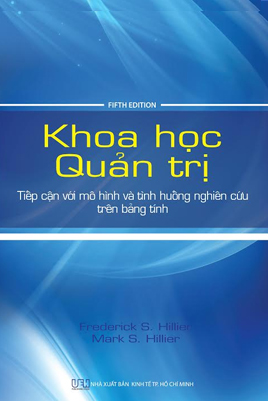 FIFTH EDITION
Khoa học
Quản trị
Tiếp cận với mô hình và tình huống nghiên cứu
trên bảng tính
Frederick S. Hillier
Mark S. Hillier
UEH NHÀ XUẤT BẢN KINH TẾ TP. HỒ CHÍ MINH